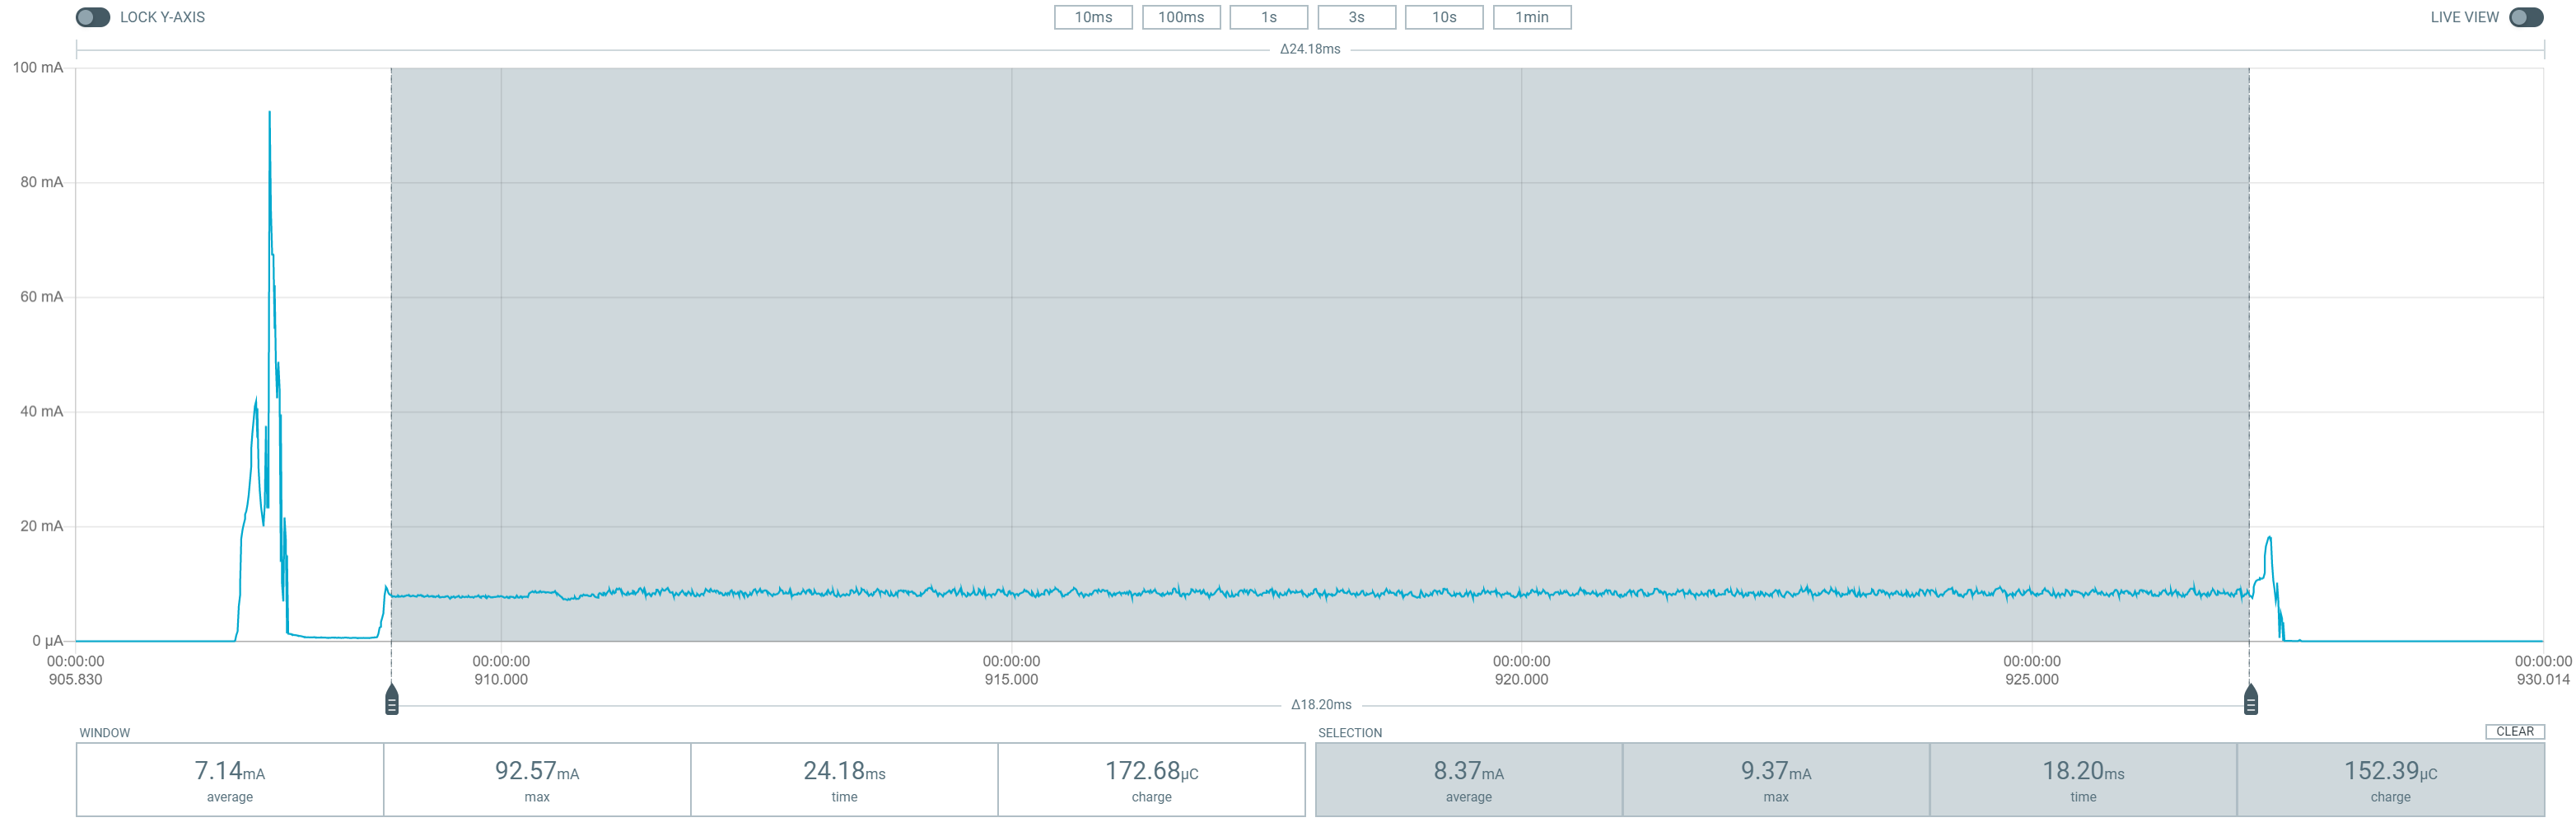 LOCK Y-AXIS 10ms 100ms 1s 3s 10s 1min LIVE VIEW
Δ24.18ms
100 mA
80 mA
60 mA
40 mA
20 mA
0 µA
00:00:00 00:00:00 00:00:00 00:00:00 00:00:00 00:00:00
905.830 910.000 915.000 920.000 925.000 930.014
Δ18.20ms
WINDOW SELECTION CLEAR
7.14mA 92.57mA 24.18ms 172.68µC 8.37mA 9.37mA 18.20ms 152.39µC
average max time charge average max time charge